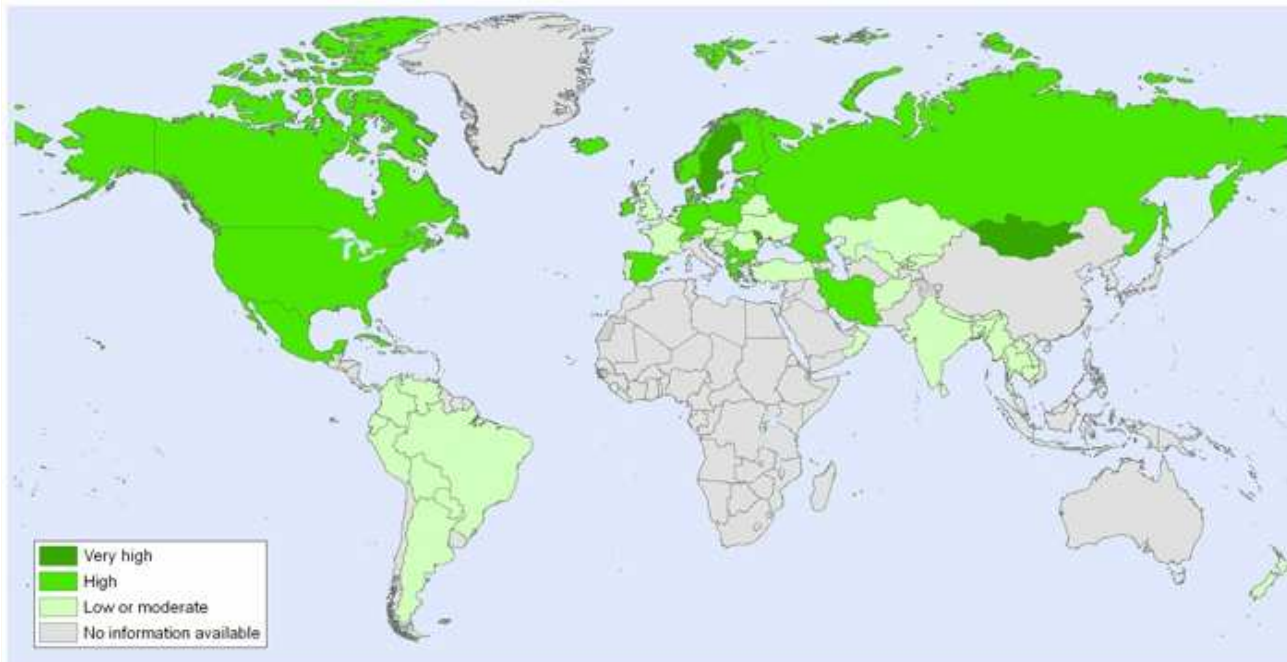 Very high
High
Low or moderate
No information available